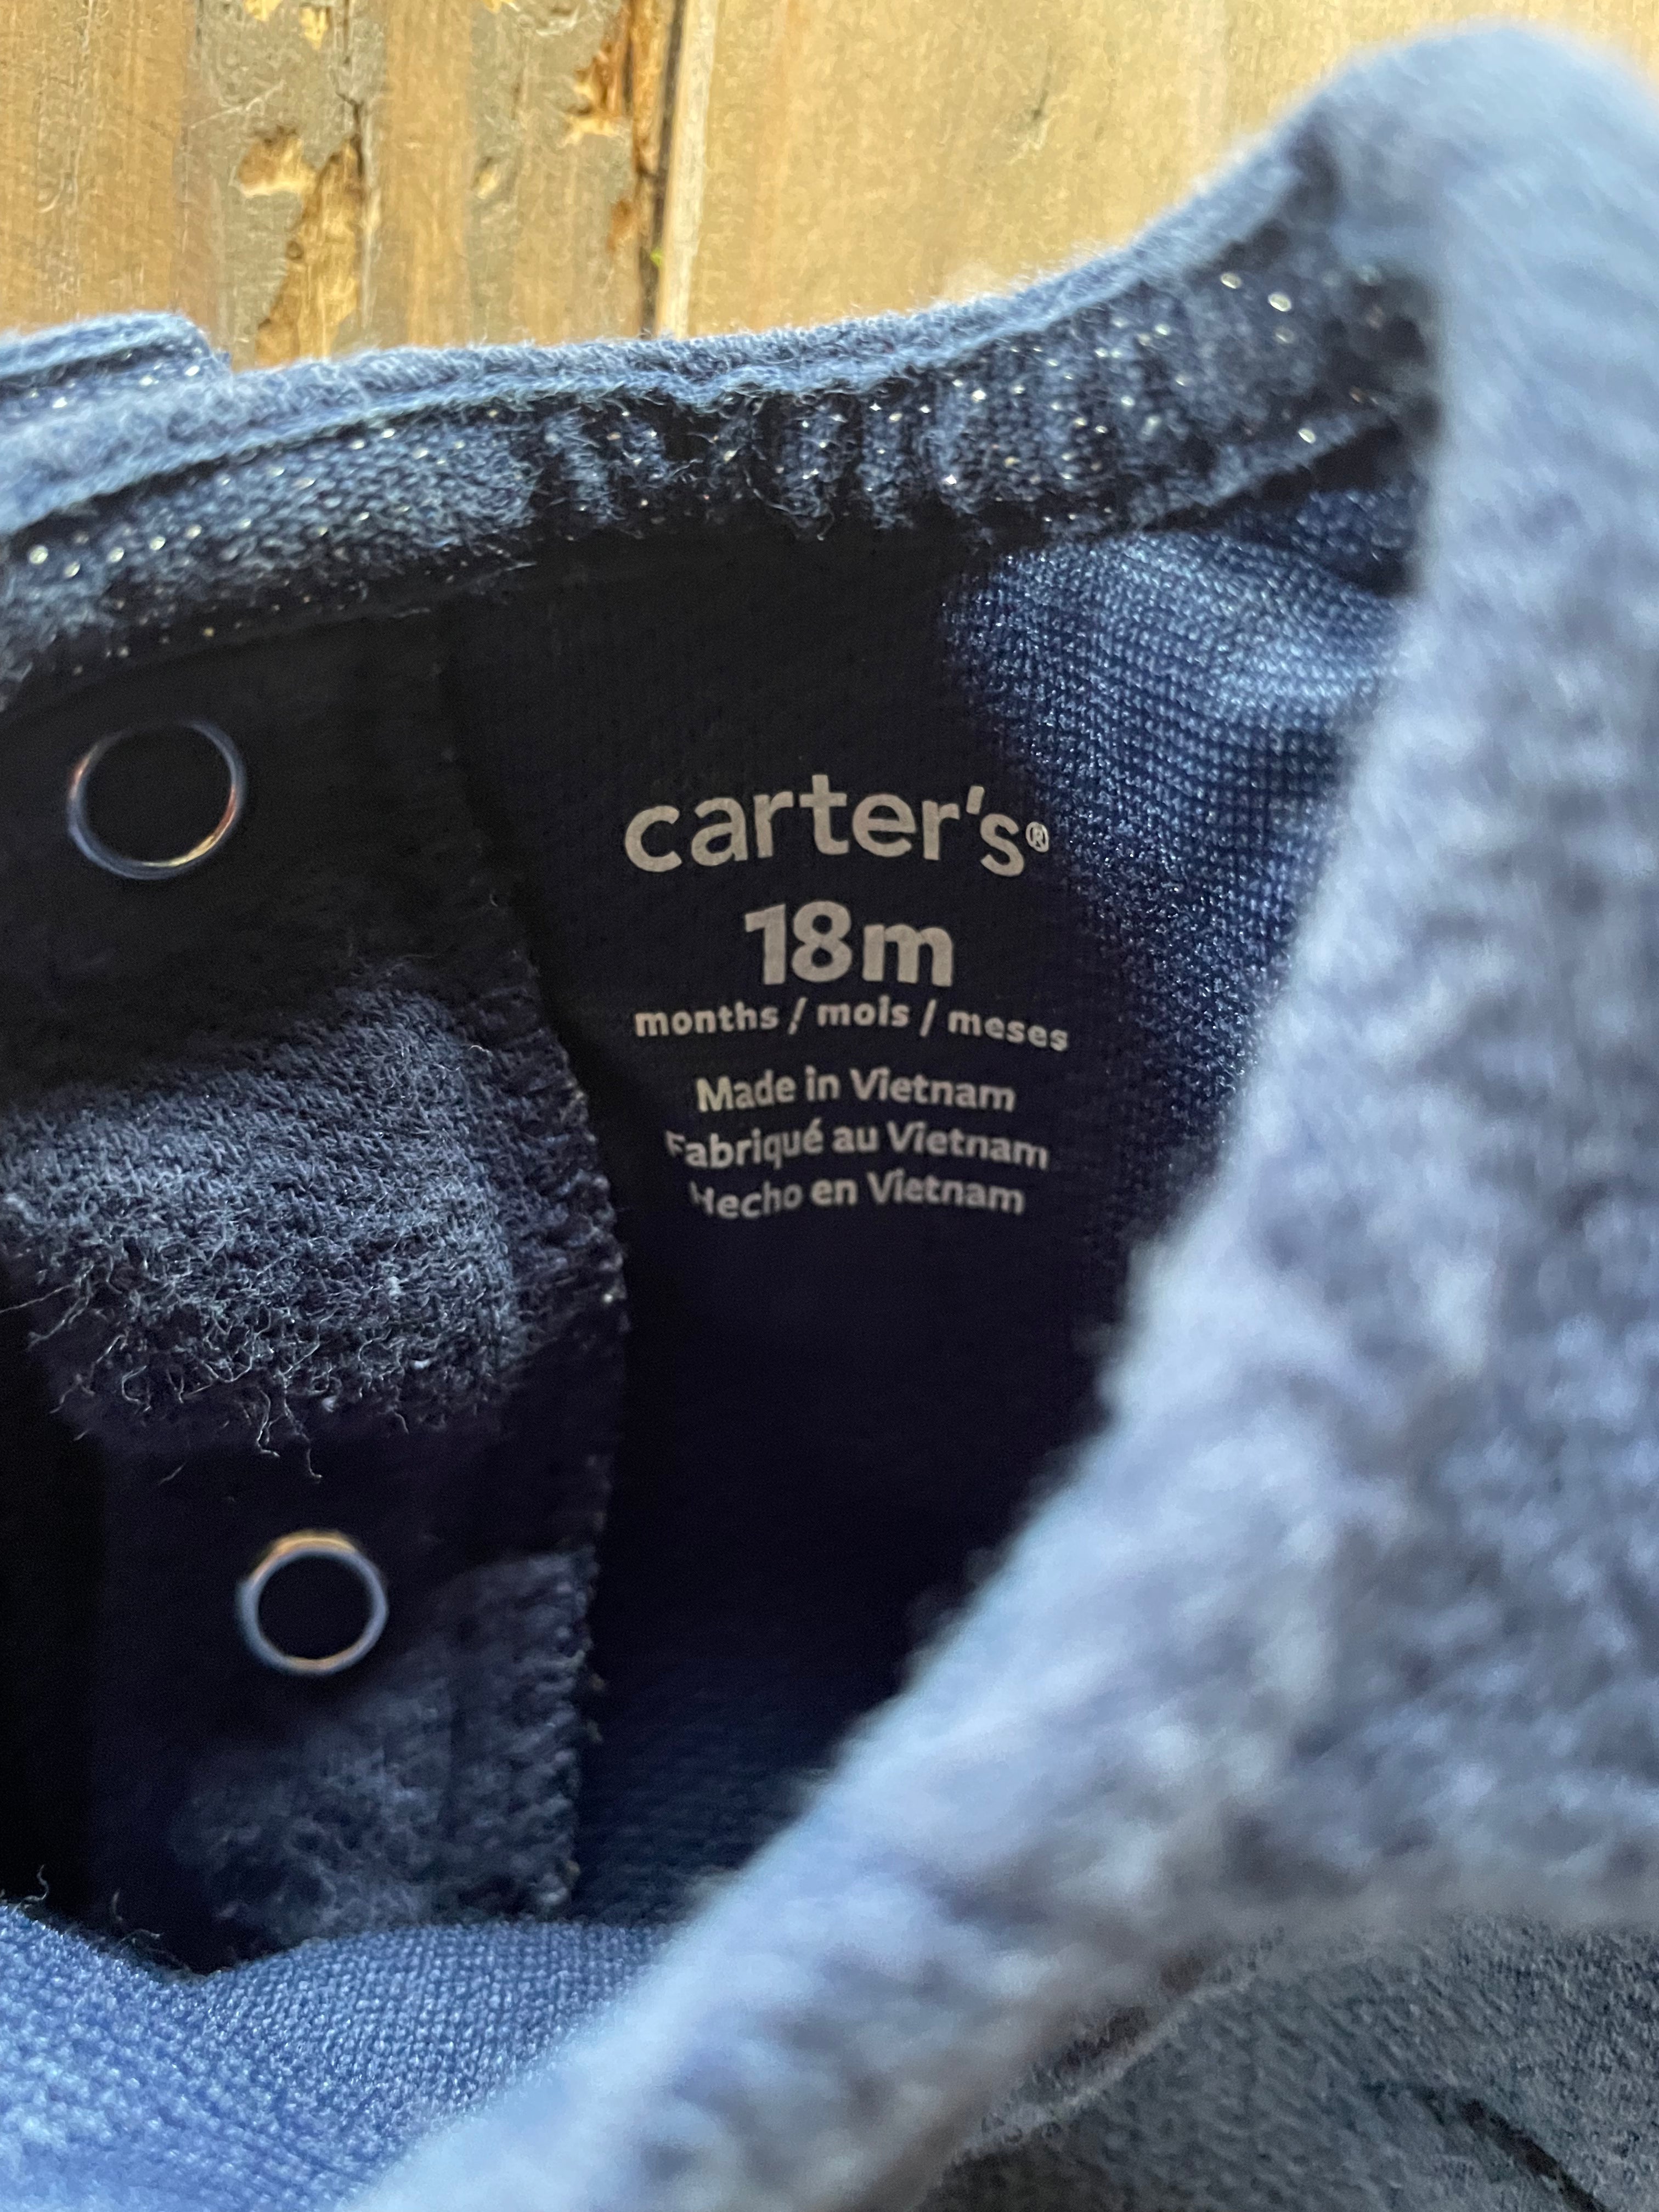 carter's®
18m
months / mois / meses
Made in Vietnam
Fabriqué au Vietnam
Hecho en Vietnam